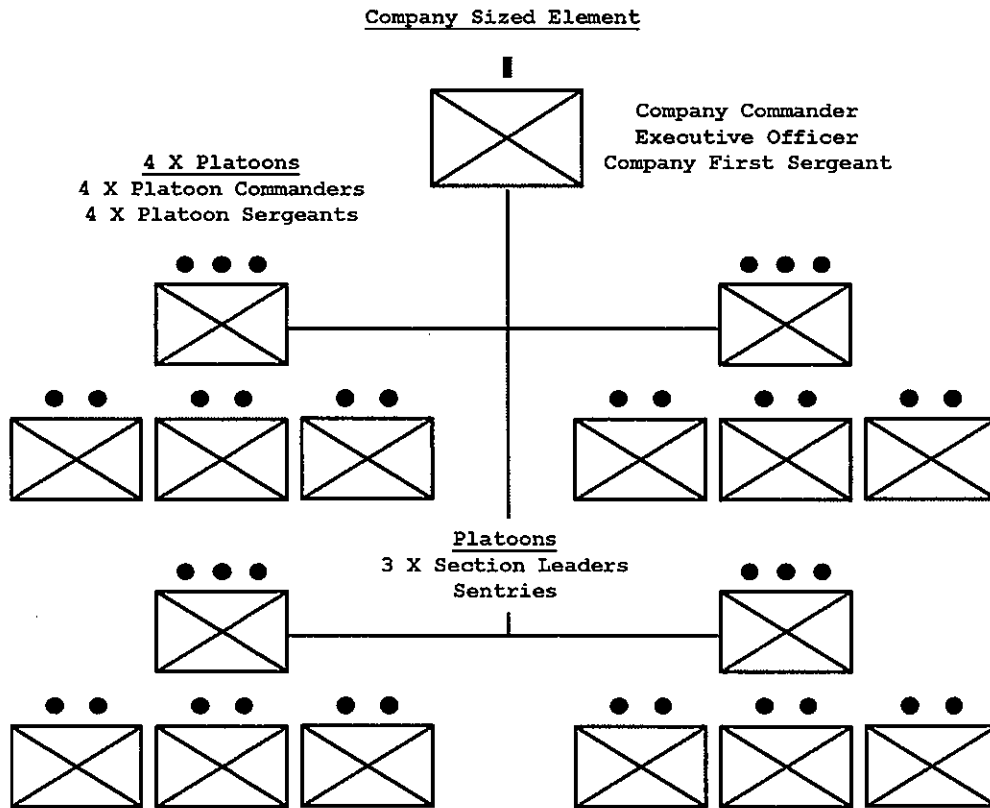 Company Sized Element
Company Commander
Executive Officer
Company First Sergeant
4 X Platoons
4 X Platoon Commanders
4 X Platoon Sergeants
Platoons
3 X Section Leaders
Sentries